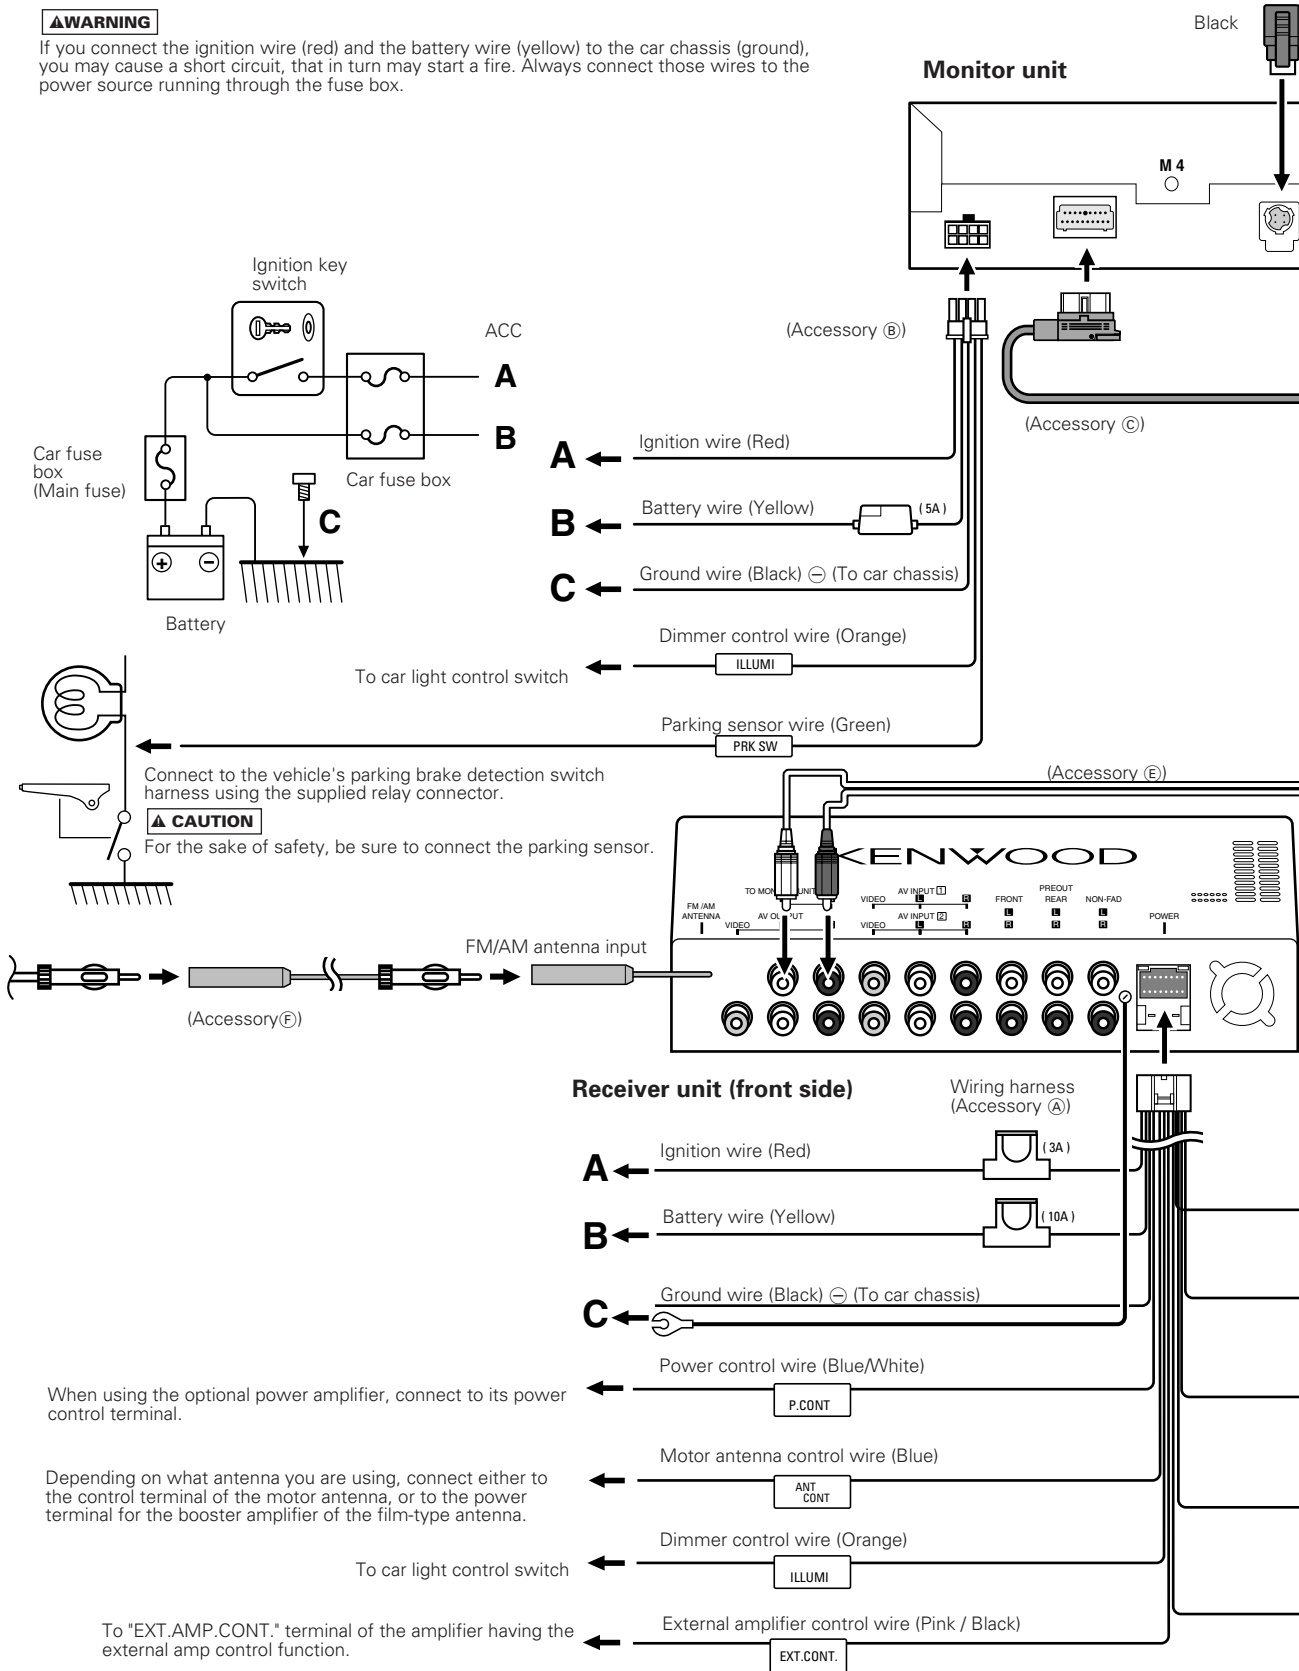 ⚠WARNING
If you connect the ignition wire (red) and the battery wire (yellow) to the car chassis (ground),
you may cause a short circuit, that in turn may start a fire. Always connect those wires to the
power source running through the fuse box.
Black
Monitor unit
M 4
Ignition key
switch
ACC
A
B
Car fuse
box
(Main fuse)
Car fuse box
C
+
−
Battery
(Accessory Ⓑ)
(Accessory Ⓒ)
A
Ignition wire (Red)
B
Battery wire (Yellow)
( 5A )
C
Ground wire (Black) ⊖ (To car chassis)
Dimmer control wire (Orange)
ILLUMI
To car light control switch
Parking sensor wire (Green)
PRK SW
Connect to the vehicle's parking brake detection switch
harness using the supplied relay connector.
⚠ CAUTION
For the sake of safety, be sure to connect the parking sensor.
(Accessory Ⓔ)
KENWOOD
FM /AM
ANTENNA
TO MON UNIT
VIDEO
AV OU PUT
VIDEO
AV INPUT 1
L
R
VIDEO
AV INPUT 2
L
R
PREOUT
FRONT
REAR
NON-FAD
L
L
L
R
R
R
POWER
FM/AM antenna input
(AccessoryⒻ)
Receiver unit (front side)
Wiring harness
(Accessory Ⓐ)
A
Ignition wire (Red)
( 3A )
B
Battery wire (Yellow)
( 10A )
C
Ground wire (Black) ⊖ (To car chassis)
Power control wire (Blue/White)
P.CONT
When using the optional power amplifier, connect to its power
control terminal.
Motor antenna control wire (Blue)
ANT
CONT
Depending on what antenna you are using, connect either to
the control terminal of the motor antenna, or to the power
terminal for the booster amplifier of the film-type antenna.
Dimmer control wire (Orange)
ILLUMI
To car light control switch
External amplifier control wire (Pink / Black)
EXT.CONT.
To "EXT.AMP.CONT." terminal of the amplifier having the
external amp control function.